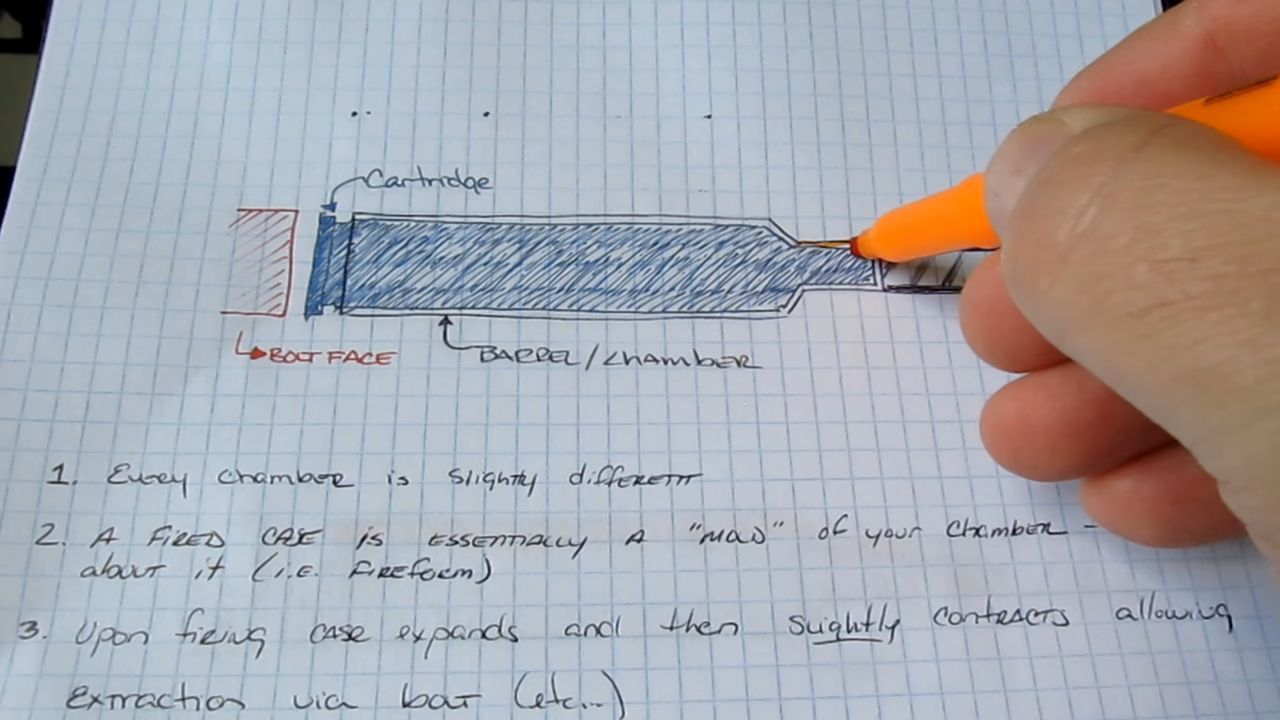 Cartridge
BOLT FACE
BARREL/Chamber
1. Every chamber is slightly different
2. A FIRED CASE is ESSENTIALLY A "MAP" of your chamber -
about it (i.e. Fireform)
3. Upon firing case expands and then slightly contracts allowing
extraction via bolt (etc...)